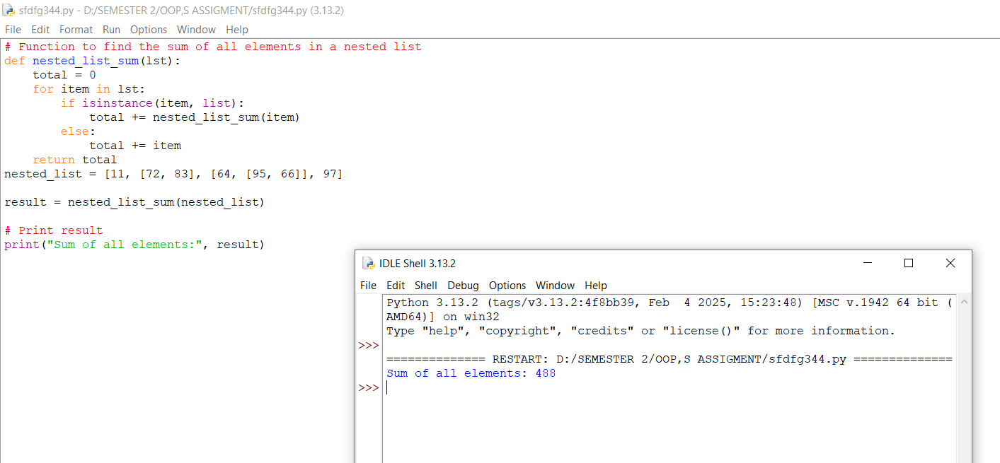 sfdfg344.py - D:/SEMESTER 2/OOP,S ASSIGMENT/sfdfg344.py (3.13.2)
File Edit Format Run Options Window Help
# Function to find the sum of all elements in a nested list
def nested_list_sum(lst):
    total = 0
    for item in lst:
        if isinstance(item, list):
            total += nested_list_sum(item)
        else:
            total += item
    return total
nested_list = [11, [72, 83], [64, [95, 66]], 97]
result = nested_list_sum(nested_list)
# Print result
print("Sum of all elements:", result)
IDLE Shell 3.13.2
File Edit Shell Debug Options Window Help
Python 3.13.2 (tags/v3.13.2:4f8bb39, Feb  4 2025, 15:23:48) [MSC v.1942 64 bit (
AMD64)] on win32
Type "help", "copyright", "credits" or "license()" for more information.
>>>
============== RESTART: D:/SEMESTER 2/OOP,S ASSIGMENT/sfdfg344.py ==============
Sum of all elements: 488
>>>